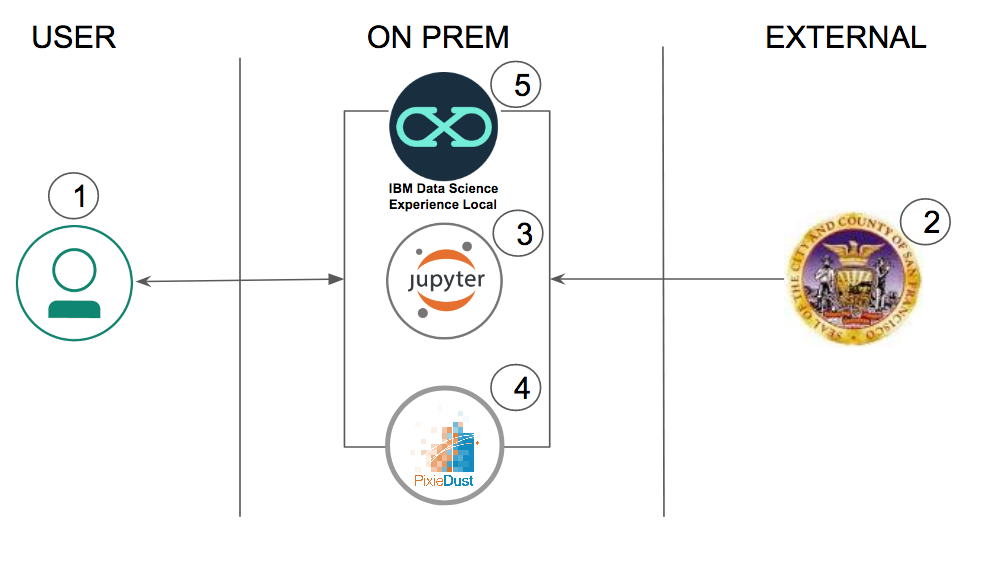 USER
ON PREM
EXTERNAL
5
IBM Data Science
Experience Local
1
2
3
jupyter
SEAL OF THE CITY AND COUNTY OF SAN FRANCISCO
4
PixieDust